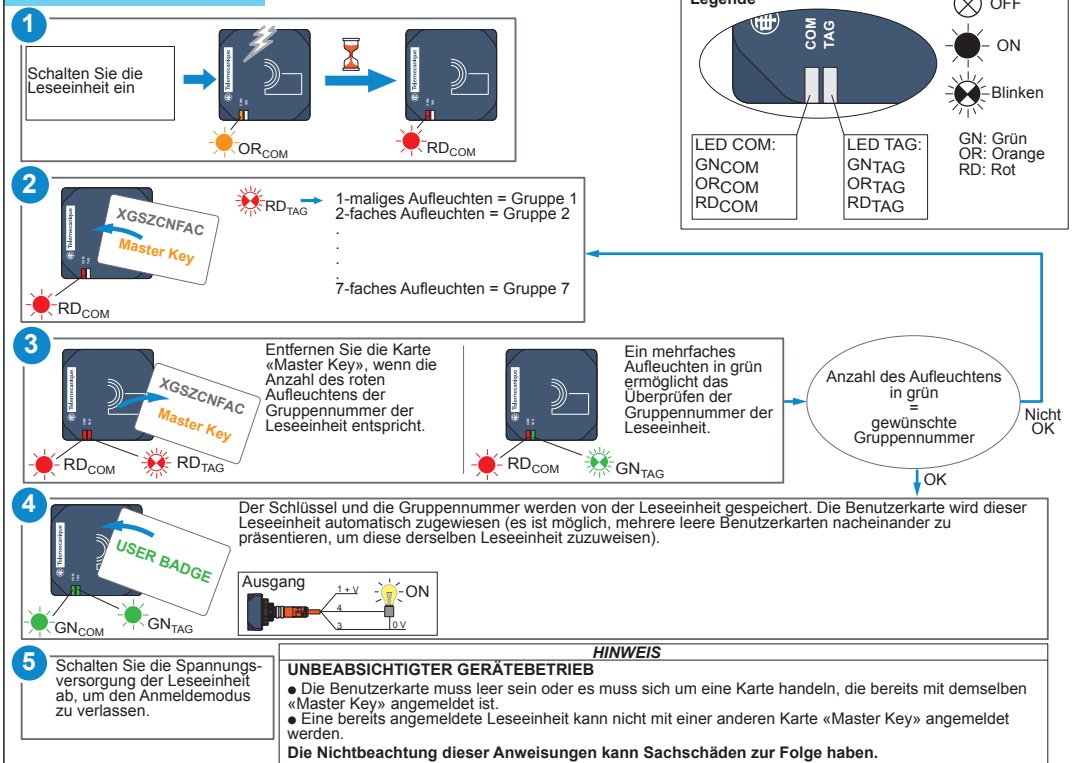 Legende
OFF
ON
Blinken
COM
TAG
LED COM:
GNCOM
ORCOM
RDCOM
LED TAG:
GNTAG
ORTAG
RDTAG
GN: Grün
OR: Orange
RD: Rot
1
Schalten Sie die
Leseeinheit ein
Telemecanique
ORCOM
Telemecanique
RDCOM
2
Telemecanique
XGSZCNFAC
Master Key
RDCOM
RDTAG
1-maliges Aufleuchten = Gruppe 1
2-faches Aufleuchten = Gruppe 2
.
.
.
.
7-faches Aufleuchten = Gruppe 7
3
Telemecanique
XGSZCNFAC
Master Key
RDCOM
RDTAG
Entfernen Sie die Karte
«Master Key», wenn die
Anzahl des roten
Aufleuchtens der
Gruppennummer der
Leseeinheit entspricht.
Telemecanique
RDCOM
GNTAG
Ein mehrfaches
Aufleuchten in grün
ermöglicht das
Überprüfen der
Gruppennummer der
Leseeinheit.
Anzahl des Aufleuchtens
in grün
=
gewünschte
Gruppennummer
Nicht
OK
OK
4
Telemecanique
USER BADGE
GNCOM
GNTAG
Der Schlüssel und die Gruppennummer werden von der Leseeinheit gespeichert. Die Benutzerkarte wird dieser
Leseeinheit automatisch zugewiesen (es ist möglich, mehrere leere Benutzerkarten nacheinander zu
präsentieren, um diese derselben Leseeinheit zuzuweisen).
Ausgang
1 + V
4
3
0 V
ON
5
Schalten Sie die Spannungs-
versorgung der Leseeinheit
ab, um den Anmeldemodus
zu verlassen.
HINWEIS
UNBEABSICHTIGTER GERÄTEBETRIEB
● Die Benutzerkarte muss leer sein oder es muss sich um eine Karte handeln, die bereits mit demselben
«Master Key» angemeldet ist.
● Eine bereits angemeldete Leseeinheit kann nicht mit einer anderen Karte «Master Key» angemeldet
werden.
Die Nichtbeachtung dieser Anweisungen kann Sachschäden zur Folge haben.